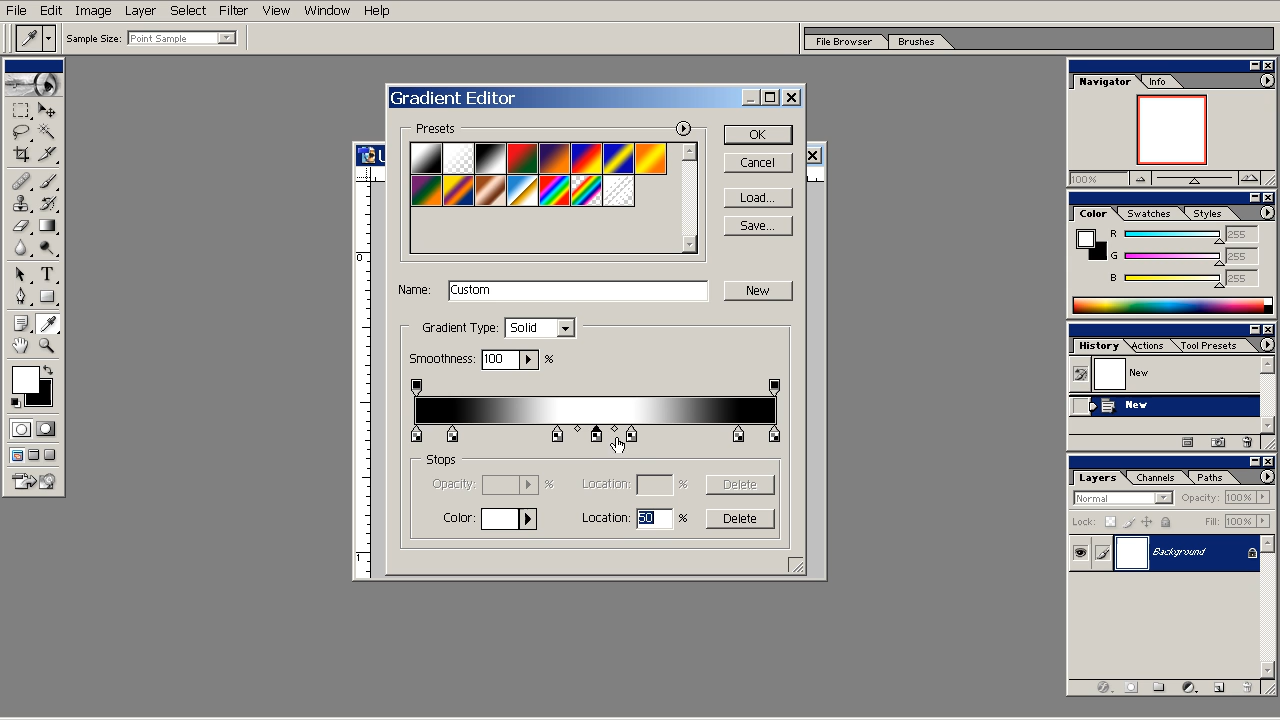 File Edit Image Layer Select Filter View Window Help
Sample Size: Point Sample
File Browser Brushes
Navigator Info
100%
Color Swatches Styles
R 255
G 255
B 255
History Actions Tool Presets
New
New
Layers Channels Paths
Normal Opacity: 100%
Lock: Fill: 100%
Background
Gradient Editor
Presets
OK
Cancel
Load...
Save...
Name: Custom New
Gradient Type: Solid
Smoothness: 100 %
Stops
Opacity: % Location: % Delete
Color: Location: 50 % Delete
0
1
T